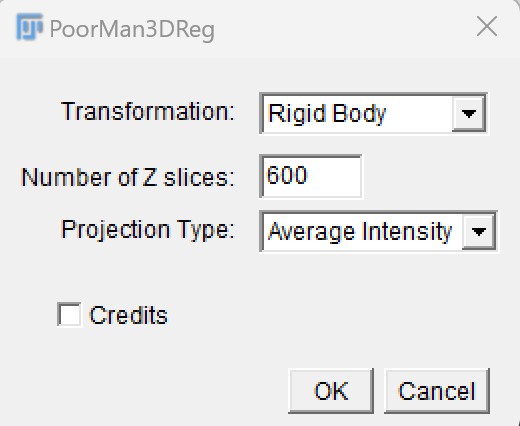 PoorMan3DReg
Transformation: Rigid Body
Number of Z slices: 600
Projection Type: Average Intensity
Credits
OK Cancel